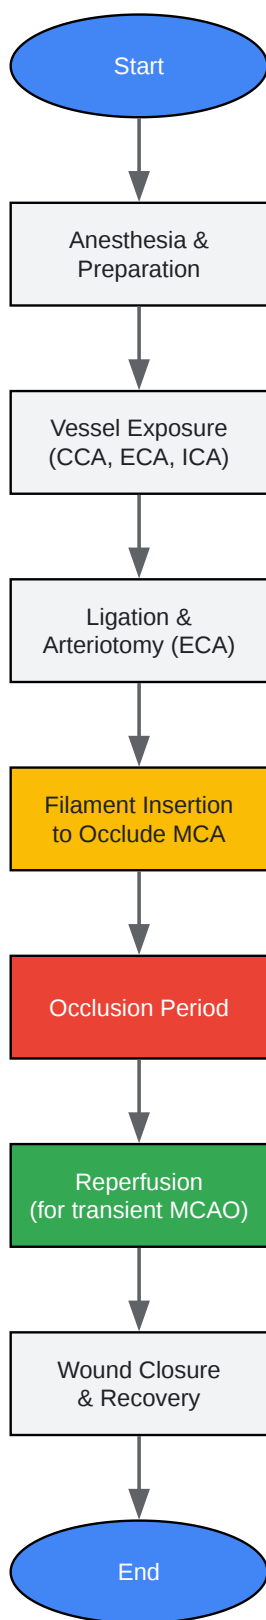 Start
Anesthesia &
Preparation
Vessel Exposure
(CCA, ECA, ICA)
Ligation &
Arteriotomy (ECA)
Filament Insertion
to Occlude MCA
Occlusion Period
Reperfusion
(for transient MCAO)
Wound Closure
& Recovery
End